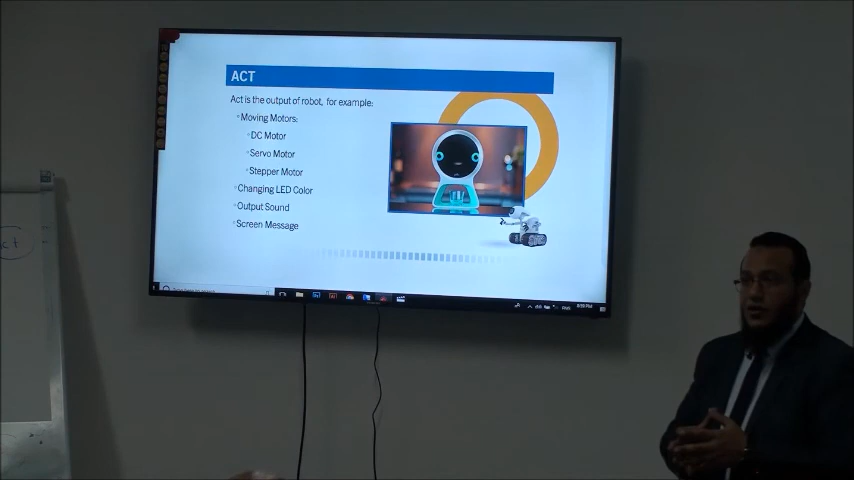 ACT
Act is the output of robot, for example:
Moving Motors:
DC Motor
Servo Motor
Stepper Motor
Changing LED Color
Output Sound
Screen Message
ct